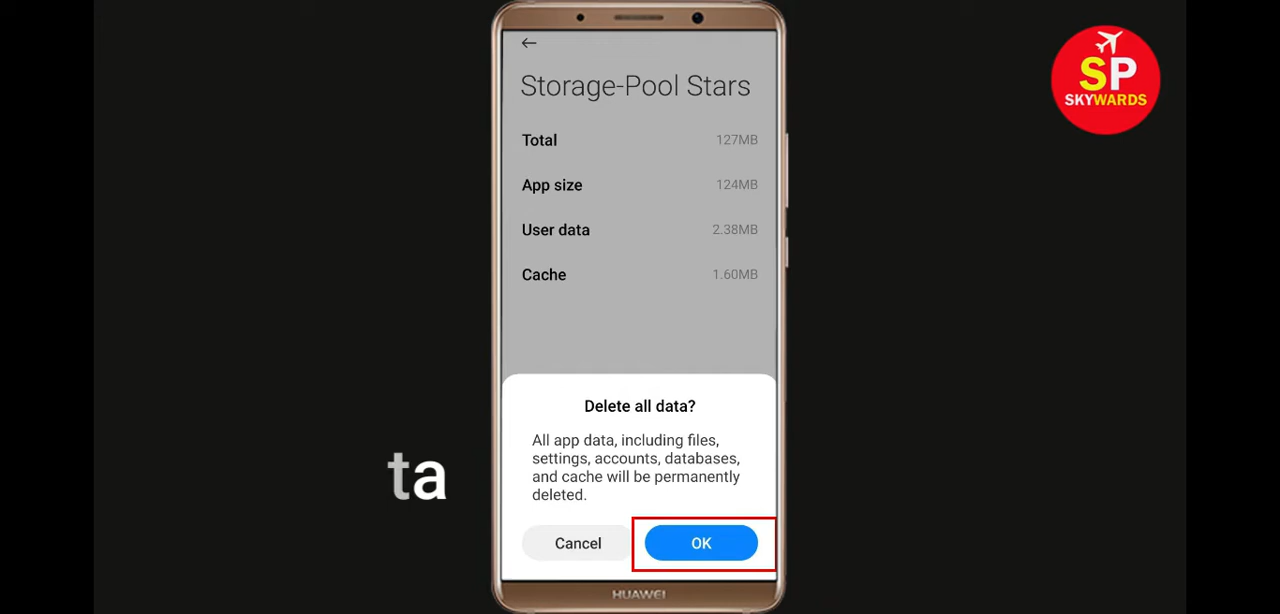 SP
SKYWARDS
Storage-Pool Stars
Total 127MB
App size 124MB
User data 2.38MB
Cache 1.60MB
Delete all data?
All app data, including files,
settings, accounts, databases,
and cache will be permanently
deleted.
ta
Cancel OK
HUAWEI